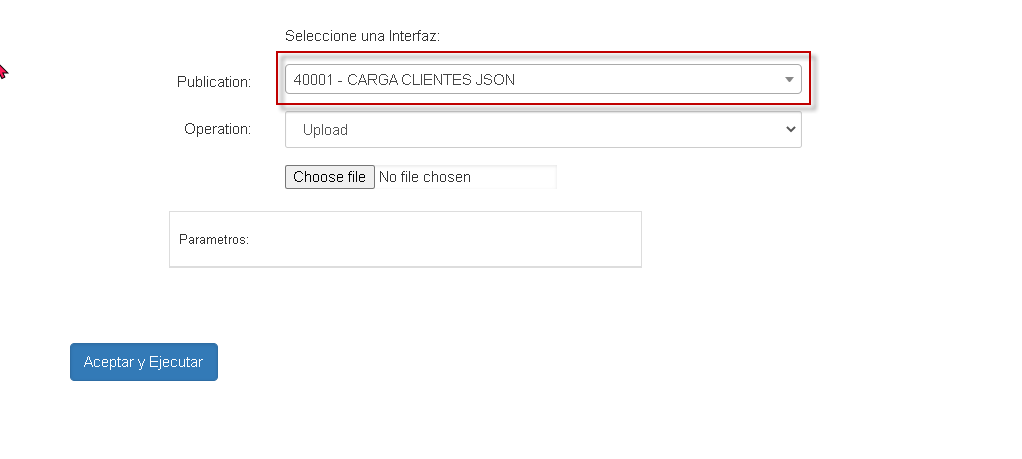 Seleccione una Interfaz:
Publication:
40001 - CARGA CLIENTES JSON
Operation:
Upload
Choose file No file chosen
Parametros:
Aceptar y Ejecutar